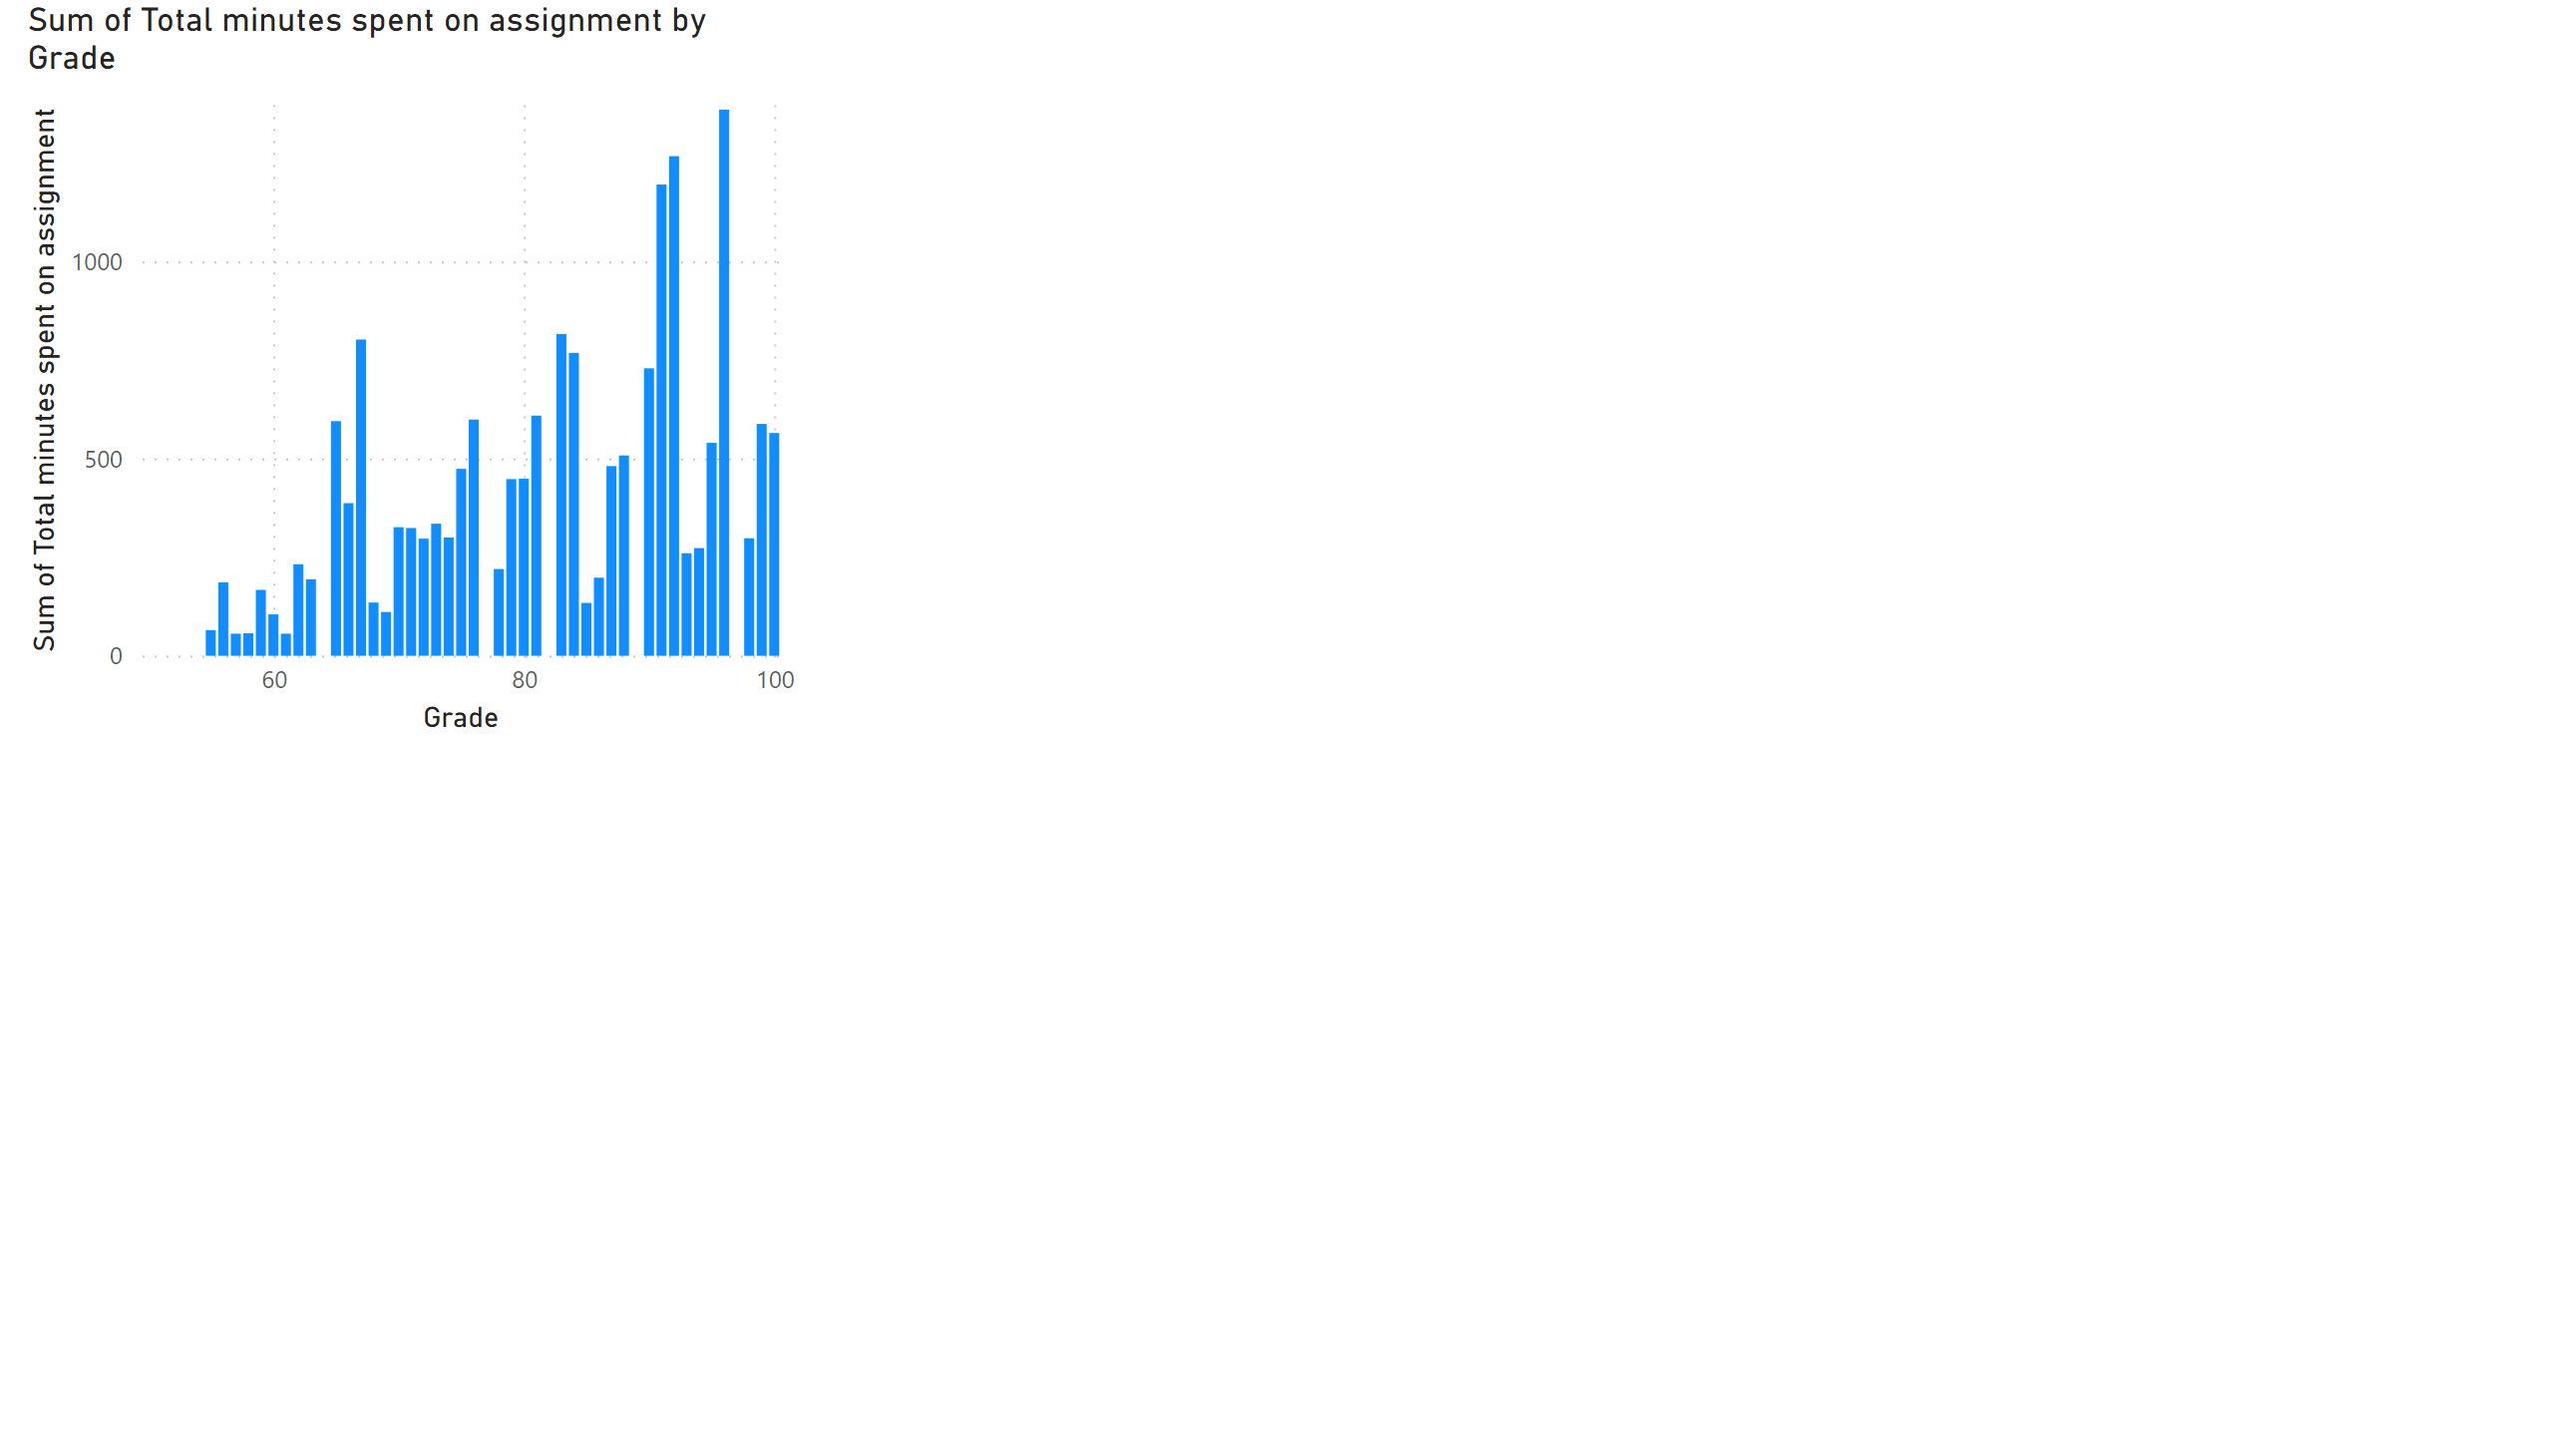 Sum of Total minutes spent on assignment by
Grade
Sum of Total minutes spent on assignment
1000
500
0
60
80
100
Grade